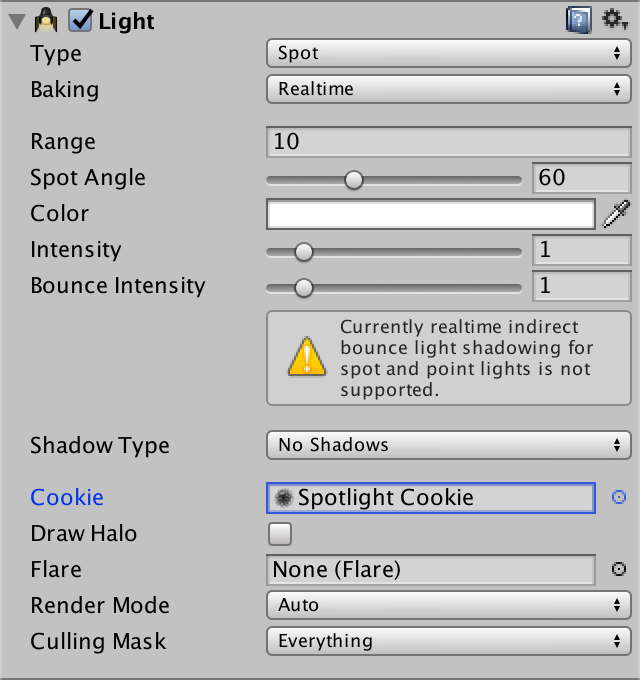 Light
Type Spot
Baking Realtime
Range 10
Spot Angle 60
Color
Intensity 1
Bounce Intensity 1
Currently realtime indirect
bounce light shadowing for
spot and point lights is not
supported.
Shadow Type No Shadows
Cookie Spotlight Cookie
Draw Halo
Flare None (Flare)
Render Mode Auto
Culling Mask Everything